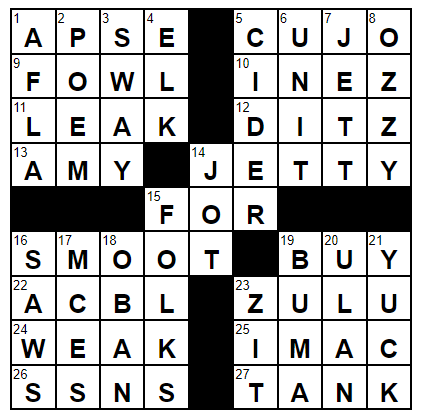 1 A 2 P 3 S 4 E 5 C 6 U 7 J 8 O
9 F O W L 10 I N E Z
11 L E A K 12 D I T Z
13 A M Y 14 J E T T Y
15 F O R
16 S 17 M 18 O O T 19 B 20 U 21 Y
22 A C B L 23 Z U L U
24 W E A K 25 I M A C
26 S S N S 27 T A N K